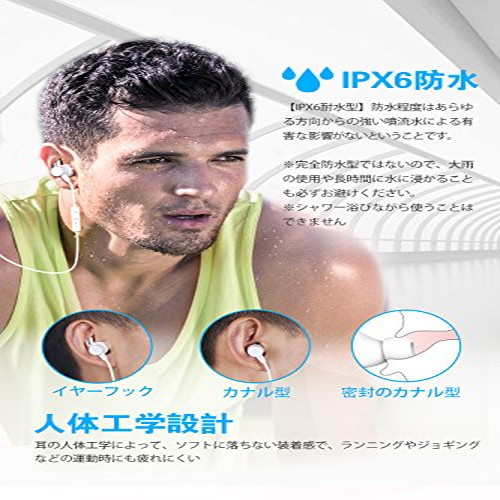 IPX6防水
【IPX6耐水型】防水程度はあらゆ
る方向からの強い噴流水による有
害な影響がないということです。
※完全防水型ではないので、大雨
の使用や長時間に水に浸かること
も必ずお避けください。
※シャワー浴びながら使うことは
できません
イヤーフック
カナル型
密封のカナル型
人体工学設計
耳の人体工学によって、ソフトに落ちない装着感で、ランニングやジョギング
などの運動時にも疲れにくい